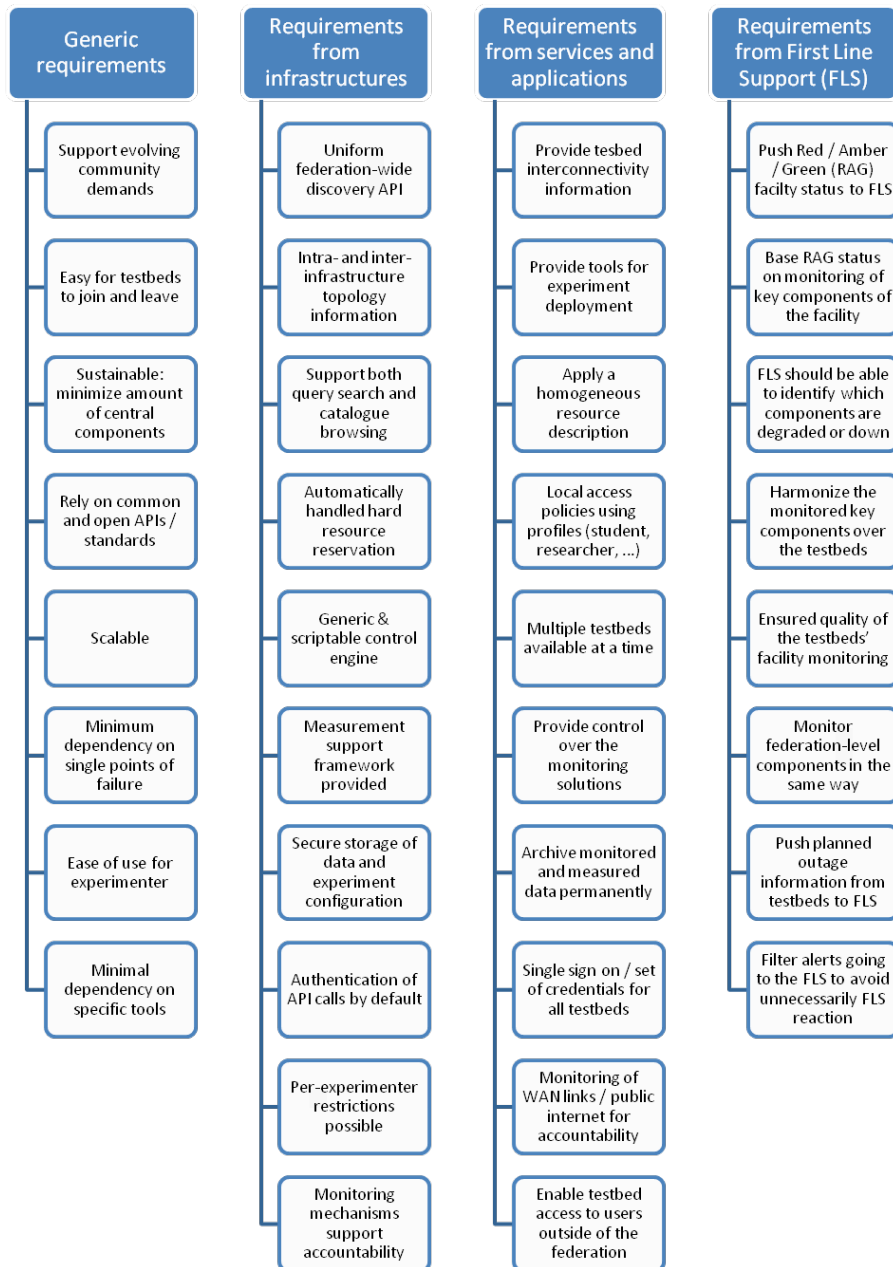 Generic
requirements
Support evolving
community
demands
Easy for testbeds
to join and leave
Sustainable:
minimize amount
of central
components
Rely on common
and open APIs /
standards
Scalable
Minimum
dependency on
single points of
failure
Ease of use for
experimenter
Minimal
dependency on
specific tools
Requirements
from
infrastructures
Uniform
federation-wide
discovery API
Intra- and inter-
infrastructure
topology
information
Support both
query search and
catalogue
browsing
Automatically
handled hard
resource
reservation
Generic &
scriptable control
engine
Measurement
support
framework
provided
Secure storage of
data and
experiment
configuration
Authentication of
API calls by default
Per-experimenter
restrictions
possible
Monitoring
mechanisms
support
accountability
Requirements
from services and
applications
Provide tesbed
interconnectivity
information
Provide tools for
experiment
deployment
Apply a
homogeneous
resource
description
Local access
policies using
profiles (student,
researcher, ...)
Multiple testbeds
available at a time
Provide control
over the
monitoring
solutions
Archive monitored
and measured
data permanently
Single sign on / set
of credentials for
all testbeds
Monitoring of
WAN links / public
internet for
accountability
Enable testbed
access to users
outside of the
federation
Requirements
from First Line
Support (FLS)
Push Red / Amber
/ Green (RAG)
facilty status to FLS
Base RAG status
on monitoring of
key components of
the facility
FLS should be able
to identify which
components are
degraded or down
Harmonize the
monitored key
components over
the testbeds
Ensured quality of
the testbeds'
facility monitoring
Monitor
federation-level
components in the
same way
Push planned
outage
information from
testbeds to FLS
Filter alerts going
to the FLS to avoid
unnecessarily FLS
reaction